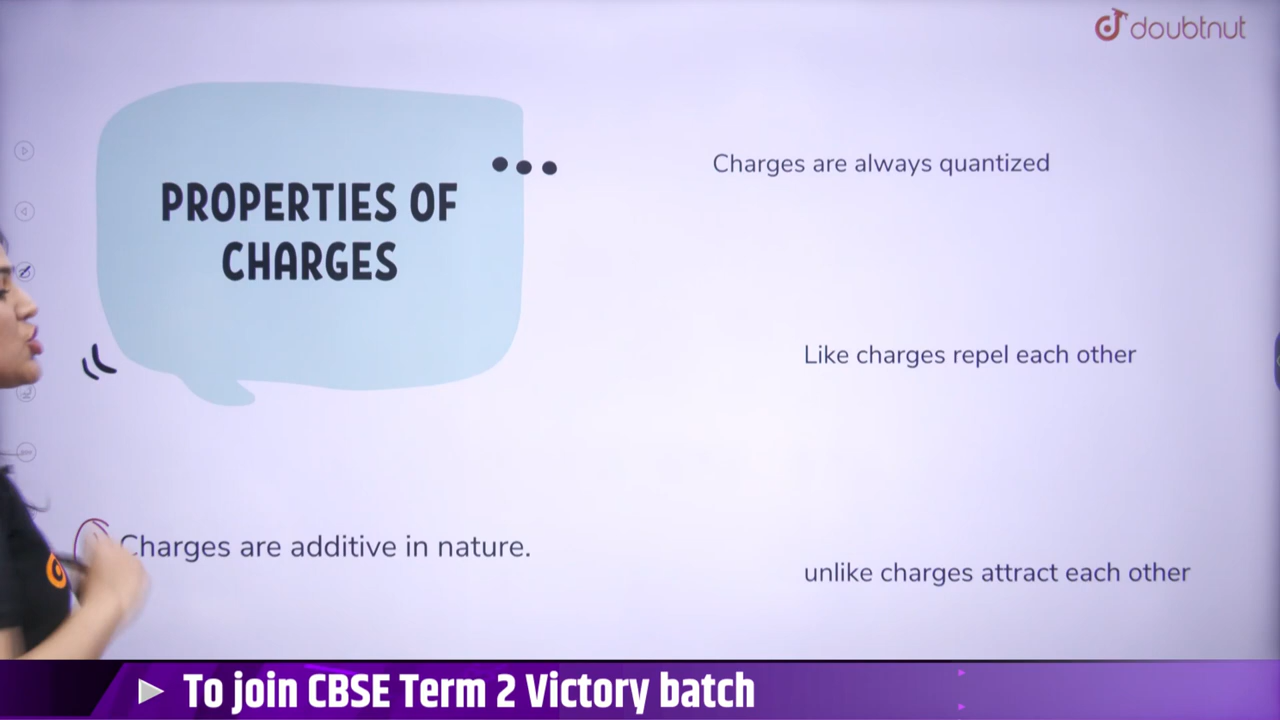 doubtnut
PROPERTIES OF
CHARGES
Charges are always quantized
Like charges repel each other
Charges are additive in nature.
unlike charges attract each other
To join CBSE Term 2 Victory batch